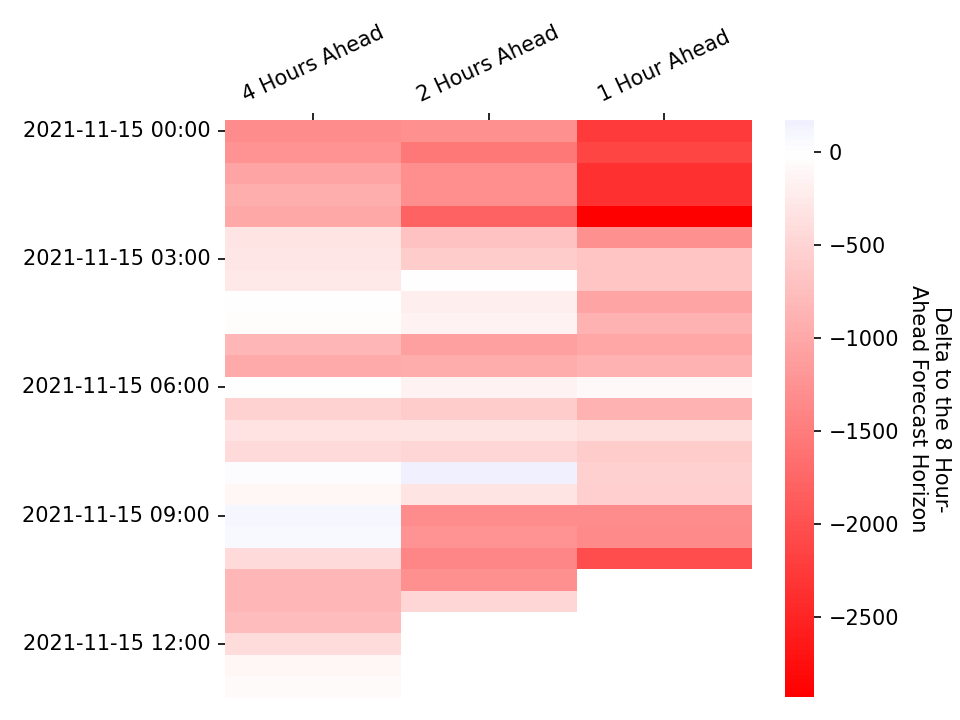 4 Hours Ahead
2 Hours Ahead
1 Hour Ahead
2021-11-15 00:00
2021-11-15 03:00
2021-11-15 06:00
2021-11-15 09:00
2021-11-15 12:00
0
−500
−1000
−1500
−2000
−2500
Delta to the 8 Hour-
Ahead Forecast Horizon